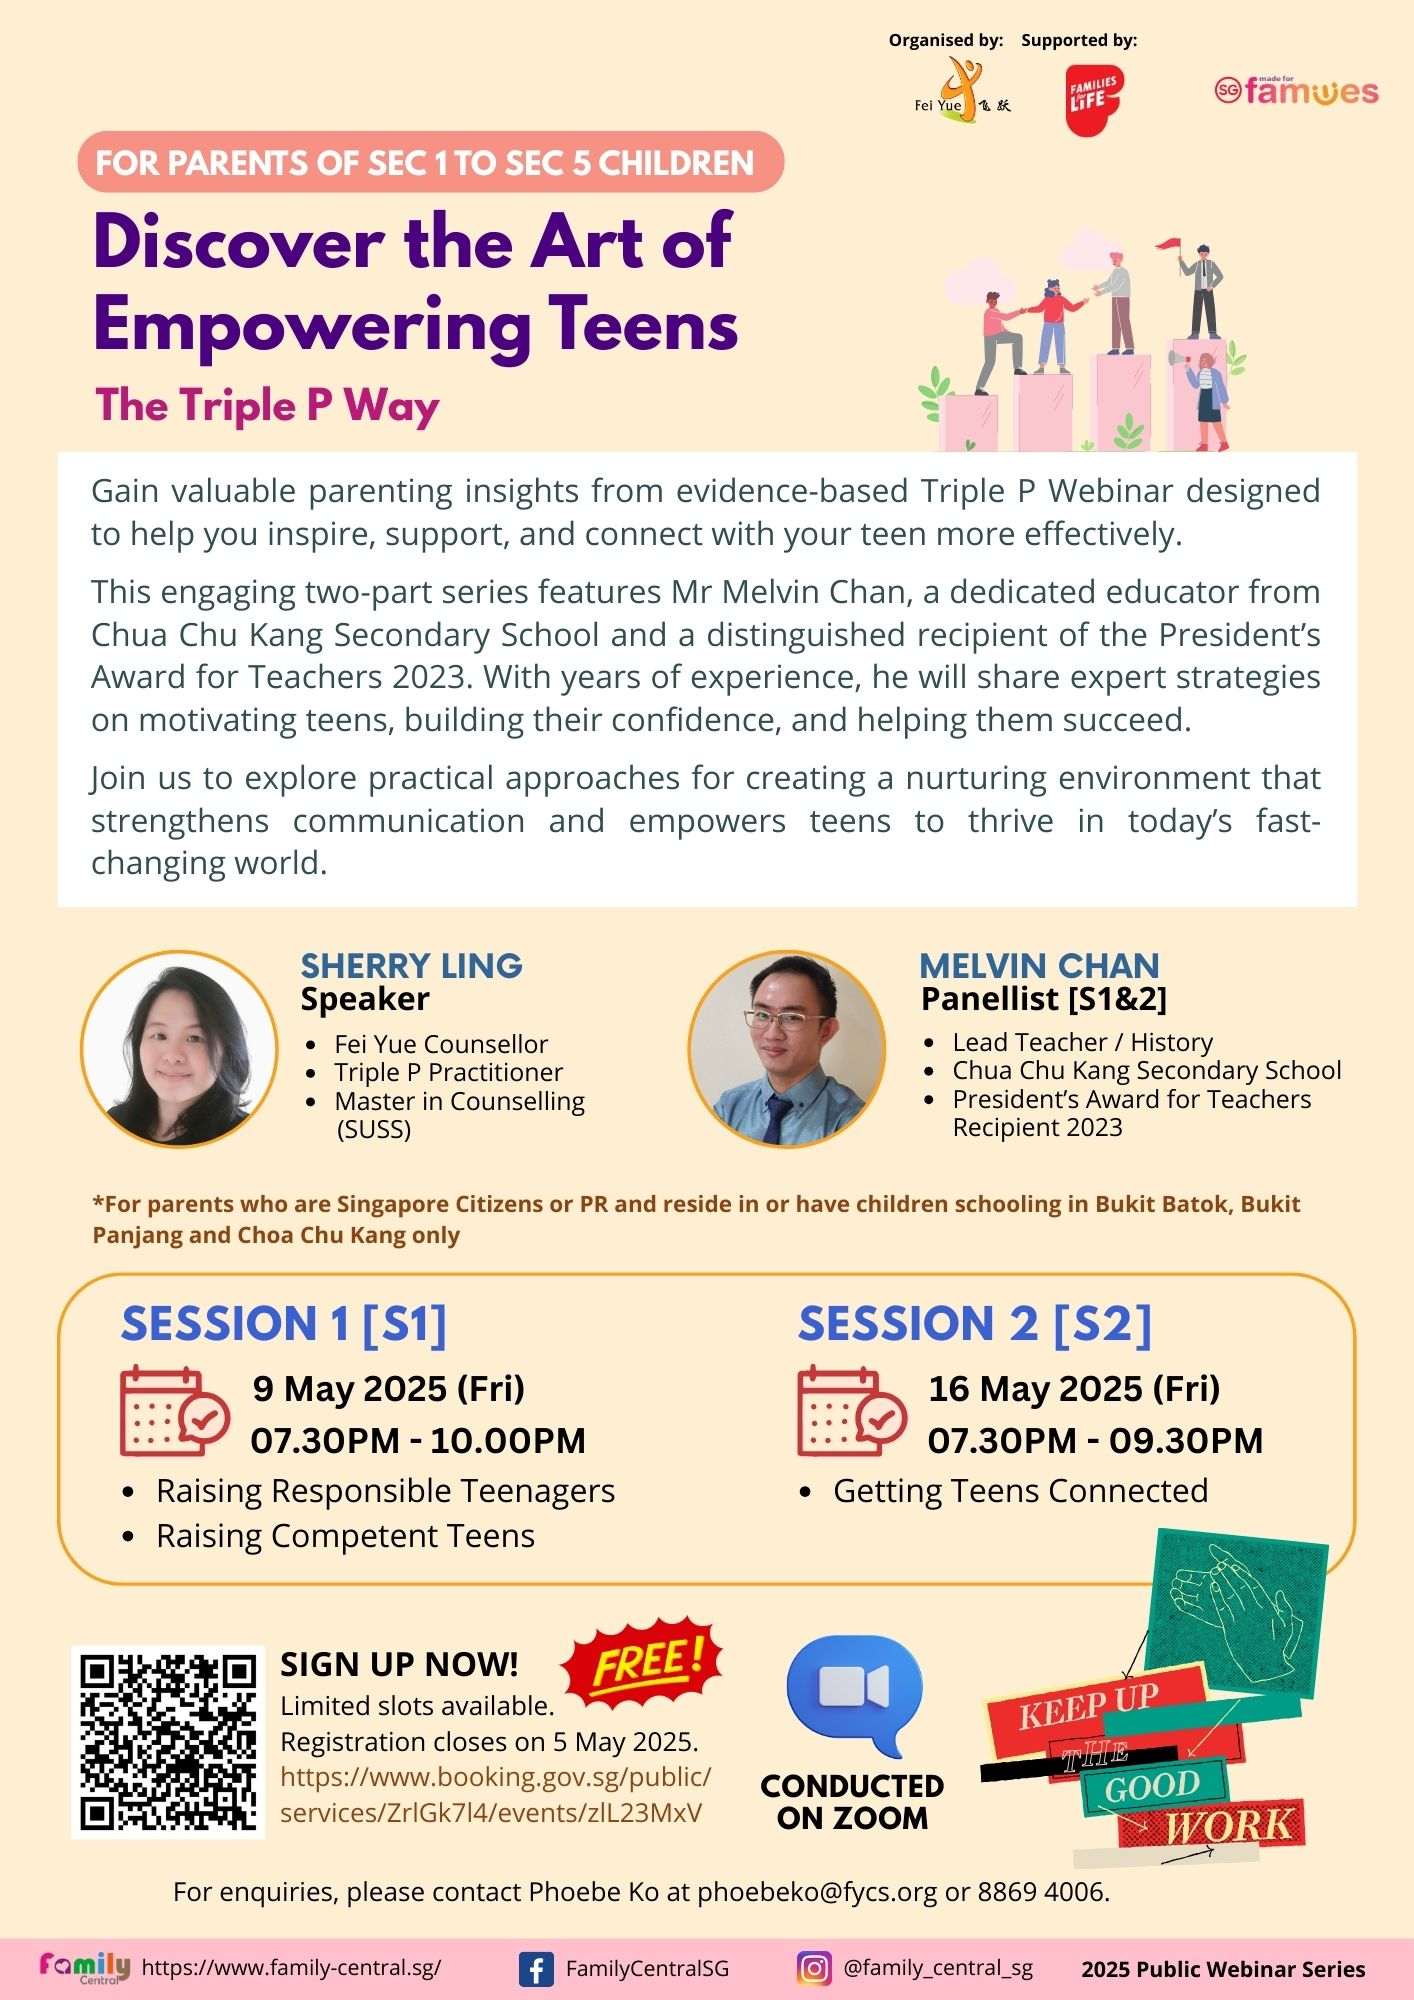 Organised by: Supported by:
Fei Yue 飞跃
FAMILIES
for
LiFE
SG
made for
families
FOR PARENTS OF SEC 1 TO SEC 5 CHILDREN
Discover the Art of
Empowering Teens
The Triple P Way
Gain valuable parenting insights from evidence-based Triple P Webinar designed
to help you inspire, support, and connect with your teen more effectively.
This engaging two-part series features Mr Melvin Chan, a dedicated educator from
Chua Chu Kang Secondary School and a distinguished recipient of the President’s
Award for Teachers 2023. With years of experience, he will share expert strategies
on motivating teens, building their confidence, and helping them succeed.
Join us to explore practical approaches for creating a nurturing environment that
strengthens communication and empowers teens to thrive in today’s fast-
changing world.
SHERRY LING
Speaker
• Fei Yue Counsellor
• Triple P Practitioner
• Master in Counselling
(SUSS)
MELVIN CHAN
Panellist [S1&2]
• Lead Teacher / History
• Chua Chu Kang Secondary School
• President’s Award for Teachers
Recipient 2023
*For parents who are Singapore Citizens or PR and reside in or have children schooling in Bukit Batok, Bukit
Panjang and Choa Chu Kang only
SESSION 1 [S1]
9 May 2025 (Fri)
07.30PM - 10.00PM
• Raising Responsible Teenagers
• Raising Competent Teens
SESSION 2 [S2]
16 May 2025 (Fri)
07.30PM - 09.30PM
• Getting Teens Connected
SIGN UP NOW!
FREE!
Limited slots available.
Registration closes on 5 May 2025.
https://www.booking.gov.sg/public/
services/ZrlGk7l4/events/zlL23MxV
CONDUCTED
ON ZOOM
KEEP UP
THE
GOOD
WORK
For enquiries, please contact Phoebe Ko at phoebeko@fycs.org or 8869 4006.
family
Central
https://www.family-central.sg/
FamilyCentralSG
@family_central_sg
2025 Public Webinar Series